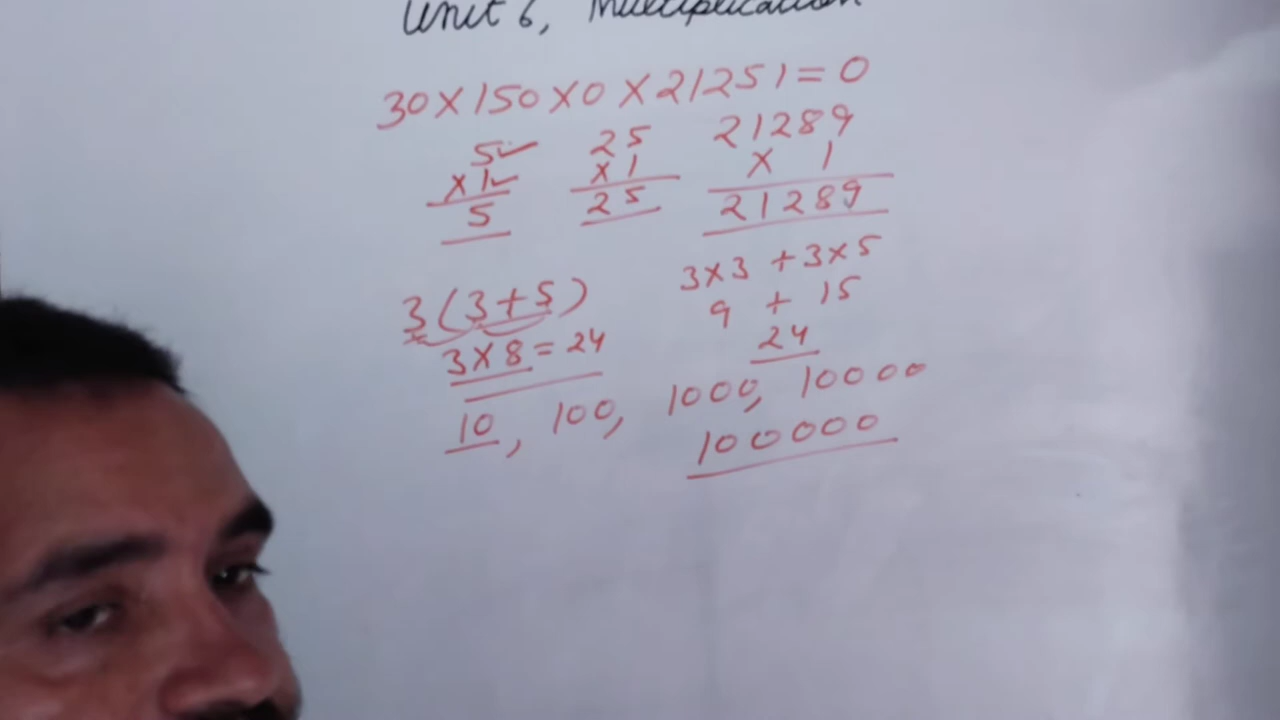 Unit 6, Multiplication
30 × 150 × 0 × 21251 = 0
5 25 21289
× 1 × 1 × 1
5 25 21289
3(3+5) 3×3 + 3×5
9 + 15
3×8 = 24 24
10, 100, 1000, 10000
100000